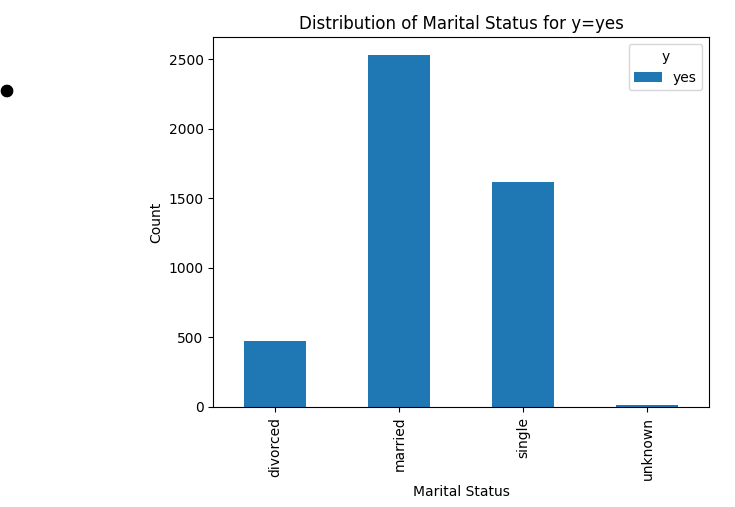 Distribution of Marital Status for y=yes
y
yes
2500
2000
1500
1000
500
0
Count
divorced
married
single
unknown
Marital Status